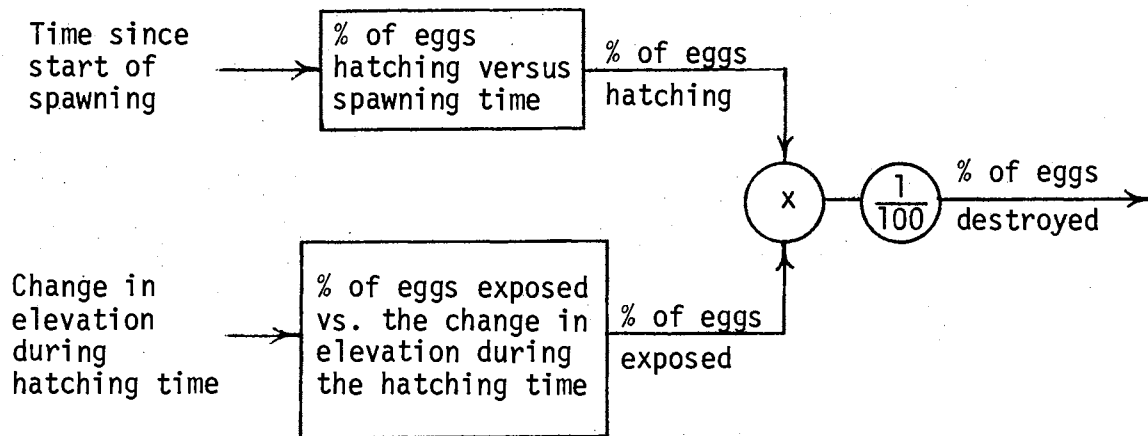 Time since
start of
spawning
% of eggs
hatching versus
spawning time
% of eggs
hatching
x
1
100
% of eggs
destroyed
Change in
elevation
during
hatching time
% of eggs exposed
vs. the change in
elevation during
the hatching time
% of eggs
exposed